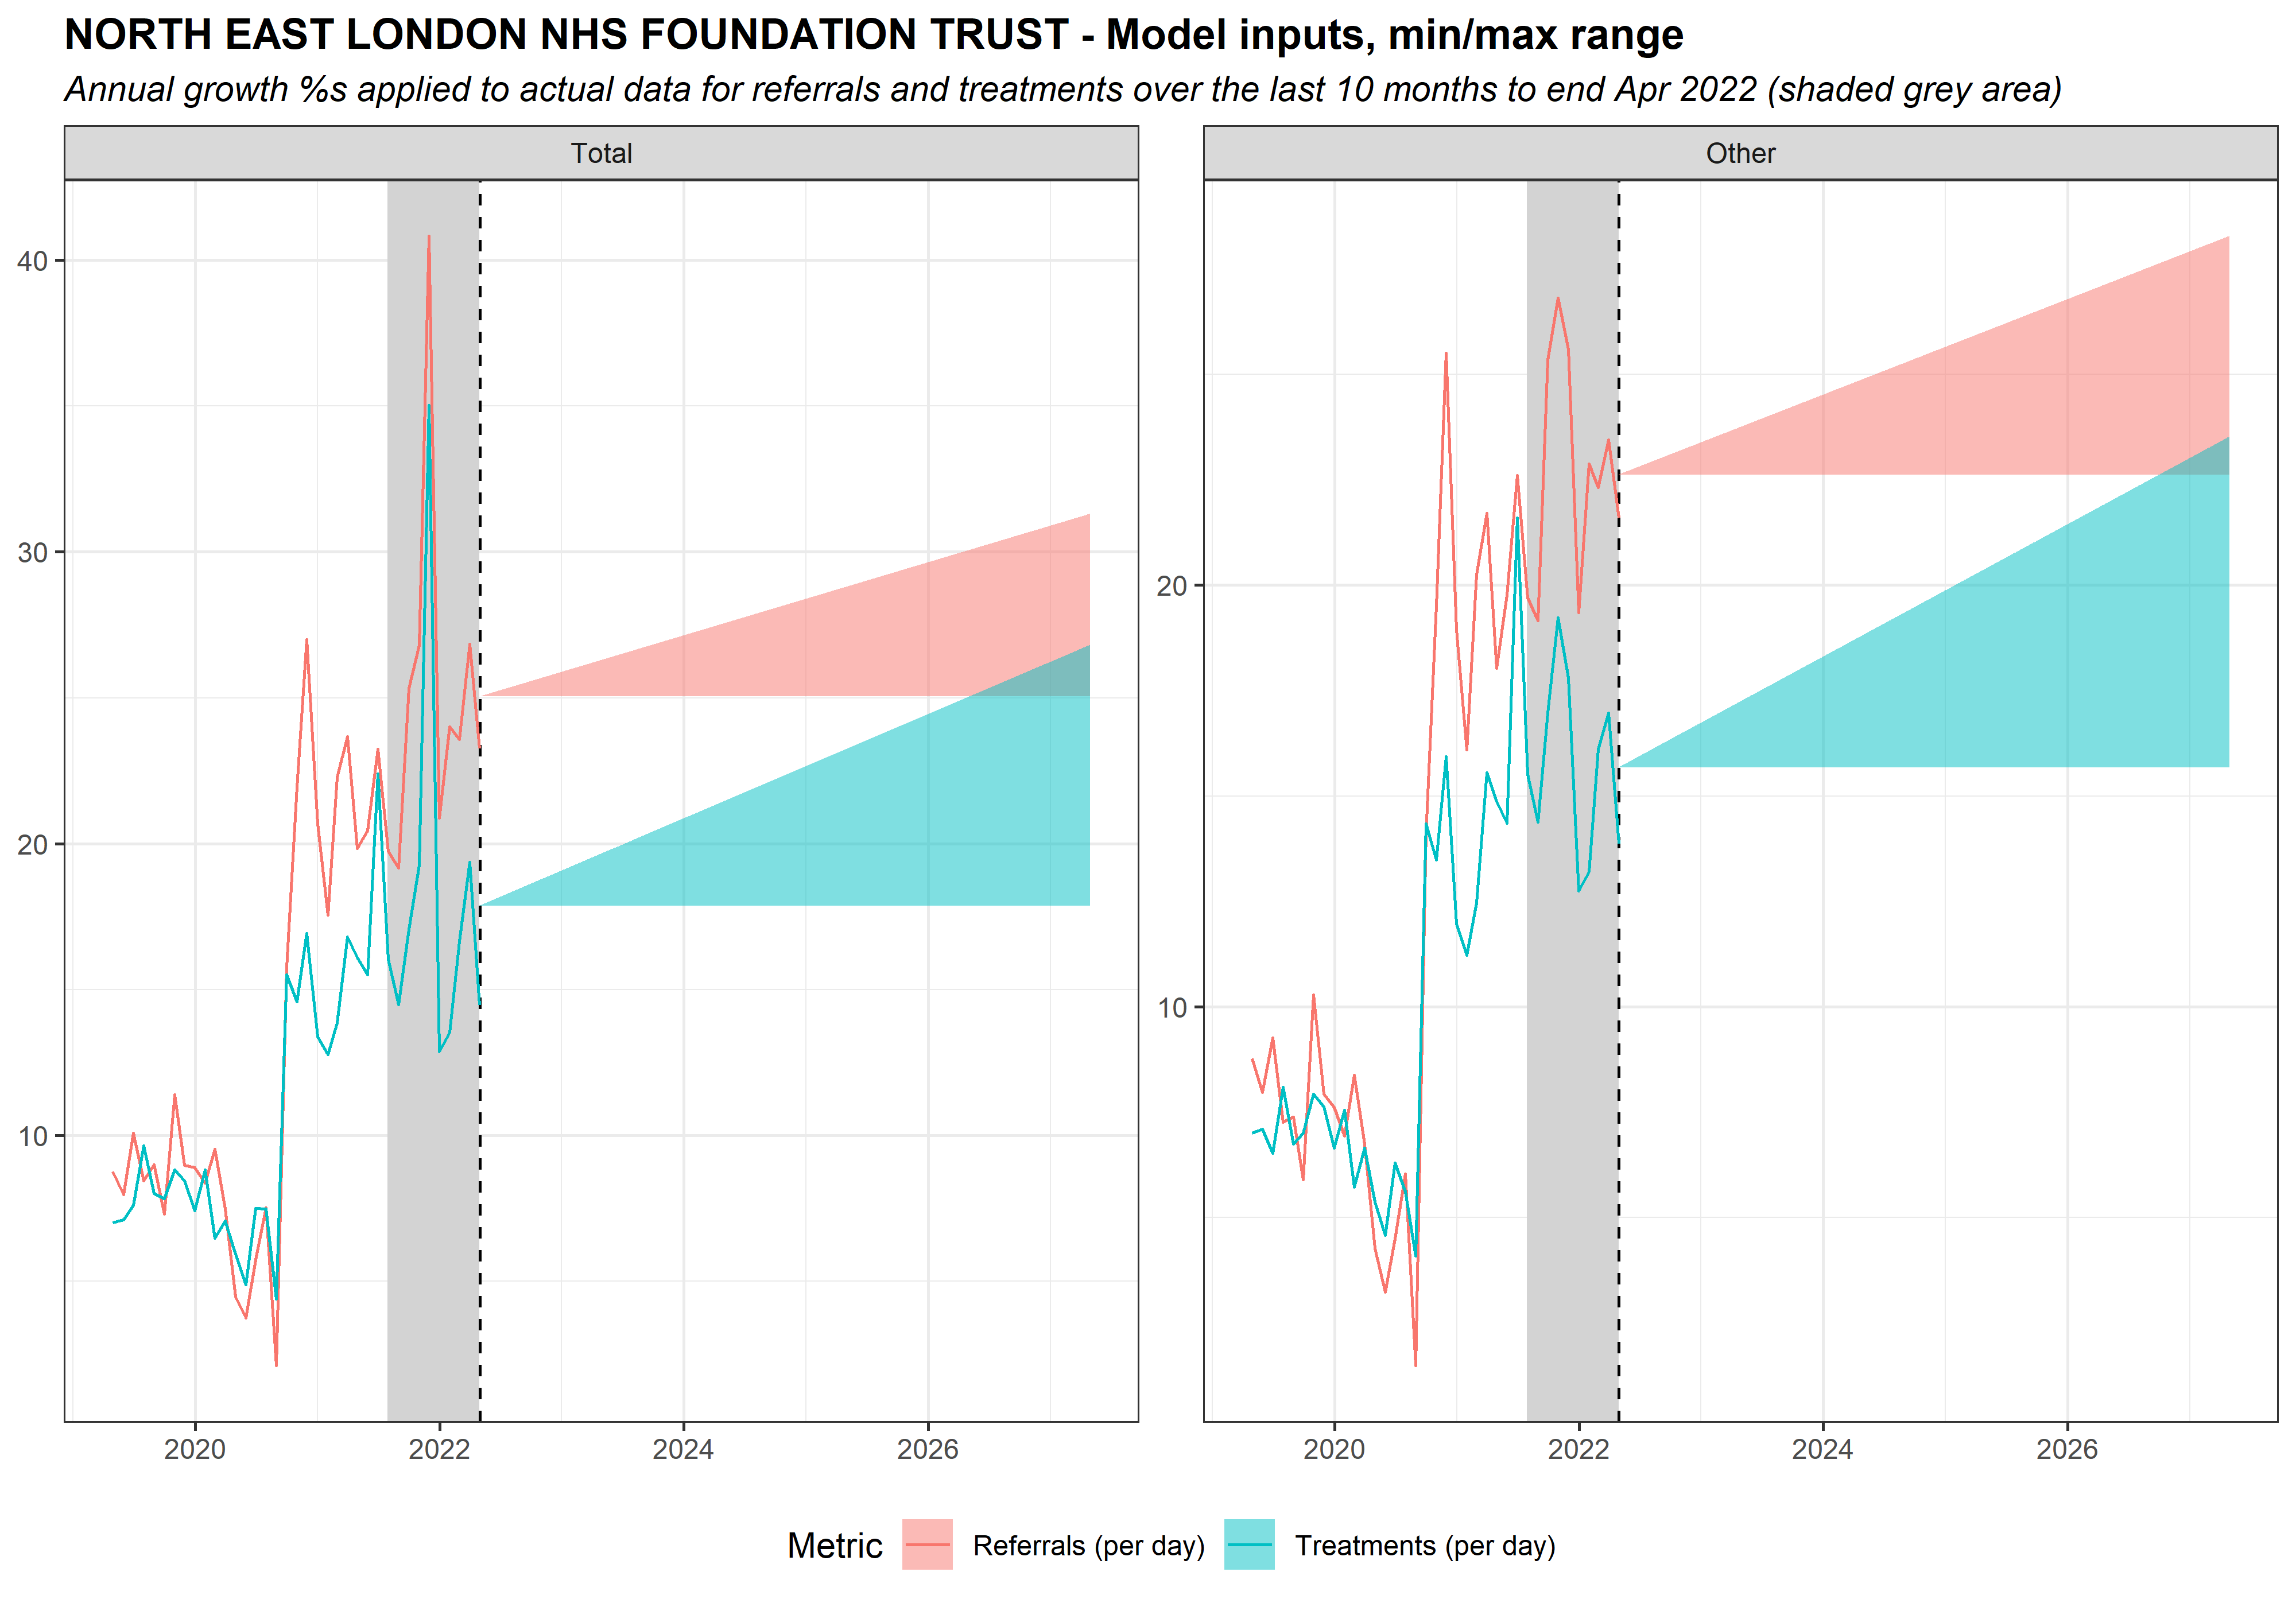 NORTH EAST LONDON NHS FOUNDATION TRUST - Model inputs, min/max range
Annual growth %s applied to actual data for referrals and treatments over the last 10 months to end Apr 2022 (shaded grey area)
Total
Other
40
30
20
10
20
10
2020
2022
2024
2026
2020
2022
2024
2026
Metric
Referrals (per day)
Treatments (per day)